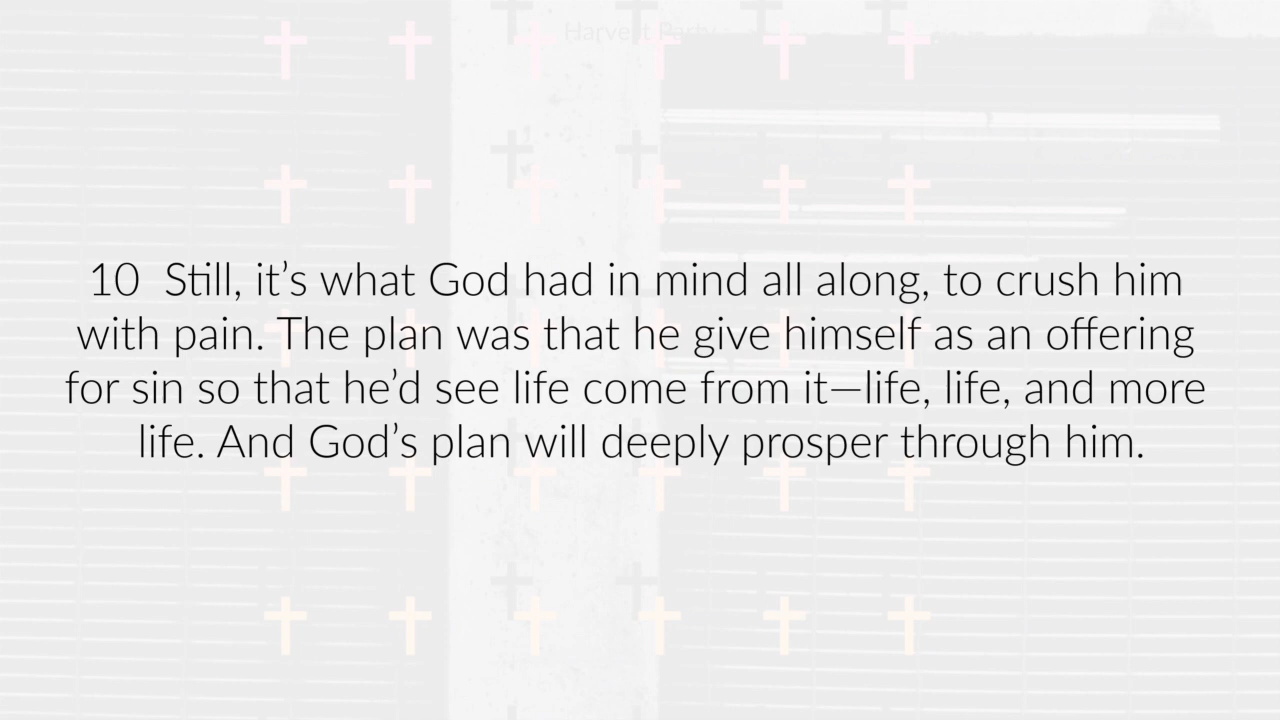 Harvest Party
10 Still, it’s what God had in mind all along, to crush him
with pain. The plan was that he give himself as an offering
for sin so that he’d see life come from it—life, life, and more
life. And God’s plan will deeply prosper through him.